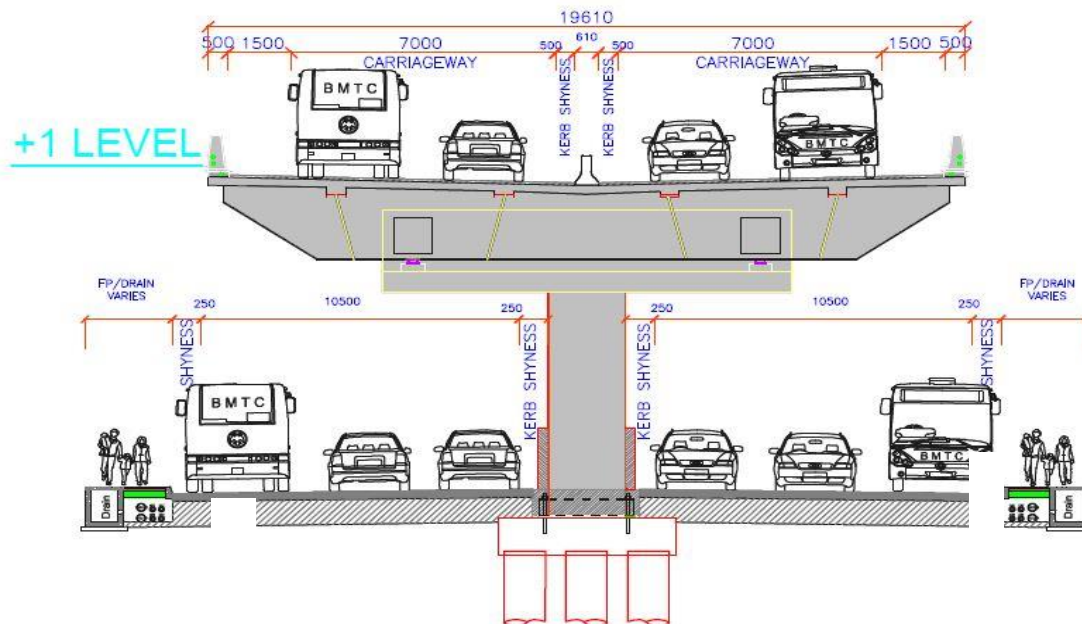 19610
500 1500 7000 500 610 500 7000 1500 500
CARRIAGEWAY CARRIAGEWAY
KERB SHYNESS
KERB SHYNESS
BMTC
BMTC
+1 LEVEL
FP/DRAIN
VARIES
250 10500 250 250 10500 250
FP/DRAIN
VARIES
SHYNESS
KERB SHYNESS
KERB SHYNESS
SHYNESS
BMTC
BMTC
Drain
Drain